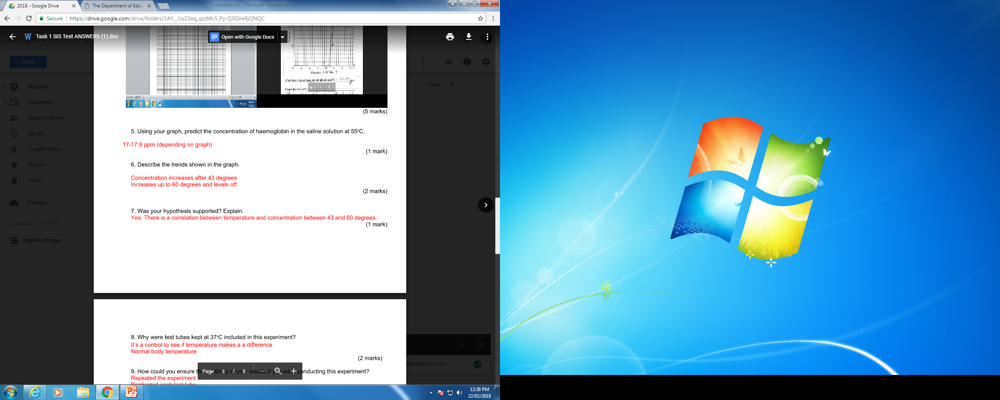 2018 - Google Drive
The Department of Educ
Secure
https://drive.google.com/drive/folders/1AY__Uy22eq_qzzMc5_Py-Q3GVeRjQNQC
Task 1 SIS Test ANSWERS (1).doc
Open with Google Docs
NEW
My Drive
Computers
Shared with me
Recent
Google Photos
Starred
Trash
Backups
706 MB of 15 GB used
Upgrade storage
Name
(5 marks)
5. Using your graph, predict the concentration of haemoglobin in the saline solution at 55°C.
17-17.9 ppm (depending on graph)
(1 mark)
6. Describe the trends shown in the graph.
Concentration increases after 43 degrees
Increases up to 60 degrees and levels off.
(2 marks)
7. Was your hypothesis supported? Explain.
Yes. There is a correlation between temperature and concentration between 43 and 60 degrees.
(1 mark)
8. Why were test tubes kept at 37°C included in this experiment?
It's a control-to see if temperature makes a a difference
Normal body temperature
(2 marks)
9. How could you ensure the reliability of your results if you were conducting this experiment?
Repeated the experiment
Replicated each test tube
Page 3 / 5
ANSWERS (1).doc
12:38 PM
22/02/2018